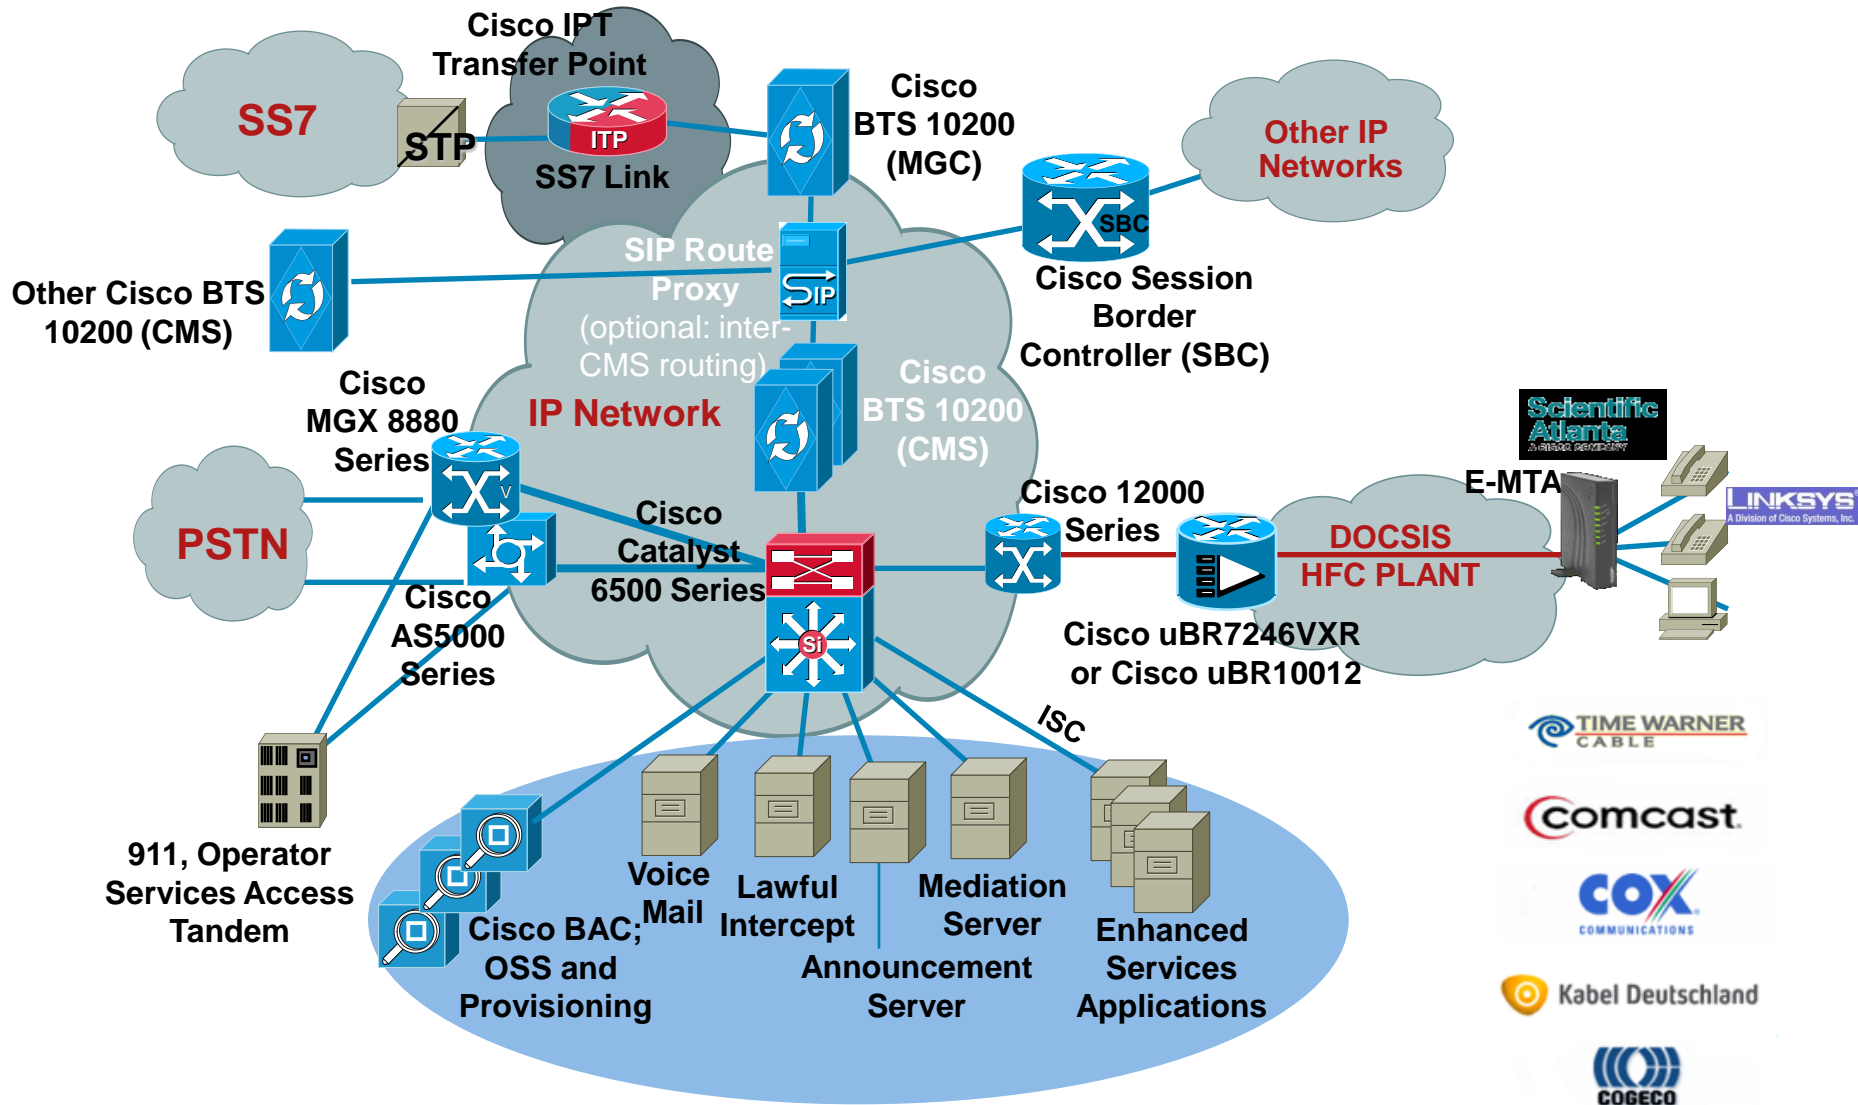 Cisco IPT
Transfer Point
SS7
STP
ITP
SS7 Link
Cisco
BTS 10200
(MGC)
Other IP
Networks
SBC
Cisco Session
Border
Controller (SBC)
SIP Route
Proxy
(optional: inter-
CMS routing)
SIP
Other Cisco BTS
10200 (CMS)
Cisco
MGX 8880
Series
V
IP Network
Cisco
BTS 10200
(CMS)
PSTN
Cisco
Catalyst
6500 Series
Cisco
AS5000
Series
Si
Cisco 12000
Series
DOCSIS
HFC PLANT
Cisco uBR7246VXR
or Cisco uBR10012
E-MTA
Scientific
Atlanta
A CISCO COMPANY
LINKSYS®
A Division of Cisco Systems, Inc.
ISC
911, Operator
Services Access
Tandem
Cisco BAC;
OSS and
Provisioning
Voice
Mail
Lawful
Intercept
Announcement
Server
Mediation
Server
Enhanced
Services
Applications
TIME WARNER
CABLE
comcast.
COX
COMMUNICATIONS
Kabel Deutschland
COGECO